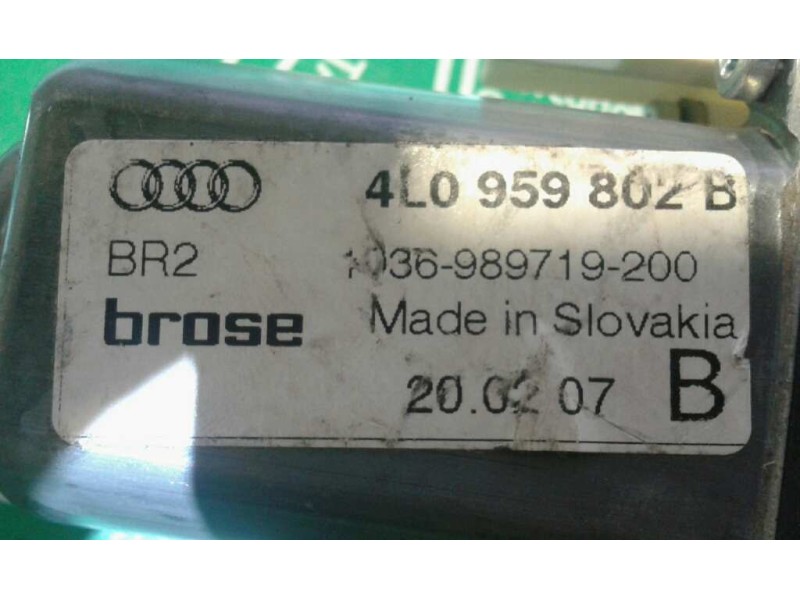 4L0 959 802 B
BR2 1036-989719-200
brose Made in Slovakia
20.02 07 B